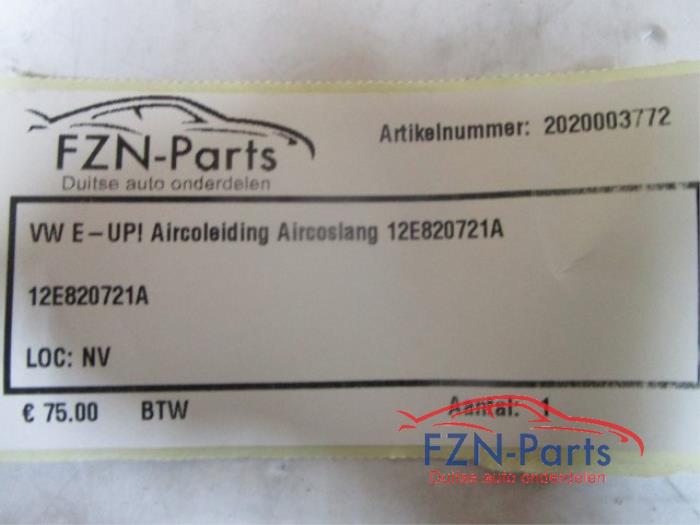 FZN-Parts
Duitse auto onderdelen
Artikelnummer: 2020003772
VW E-UP! Aircoleiding Aircoslang 12E820721A
12E820721A
LOC: NV
€ 75.00 BTW Aantal: 1
FZN-Parts
Duitse auto onderdelen